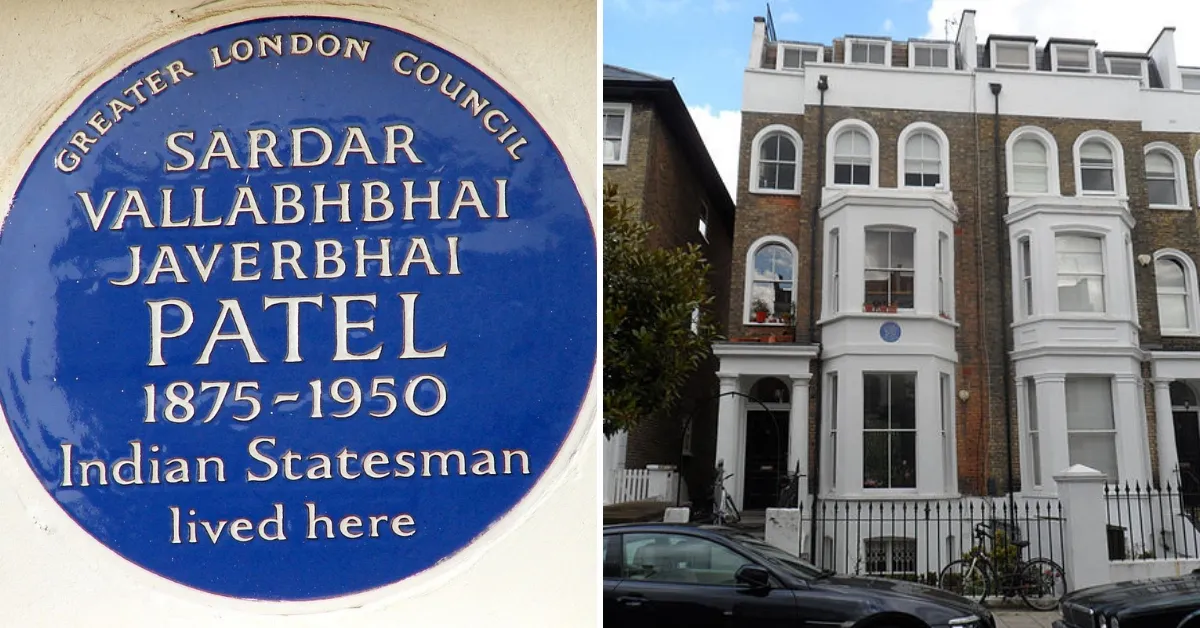 GREATER LONDON COUNCIL
SARDAR
VALLABHBHAI
JAVERBHAI
PATEL
1875~1950
Indian Statesman
lived here